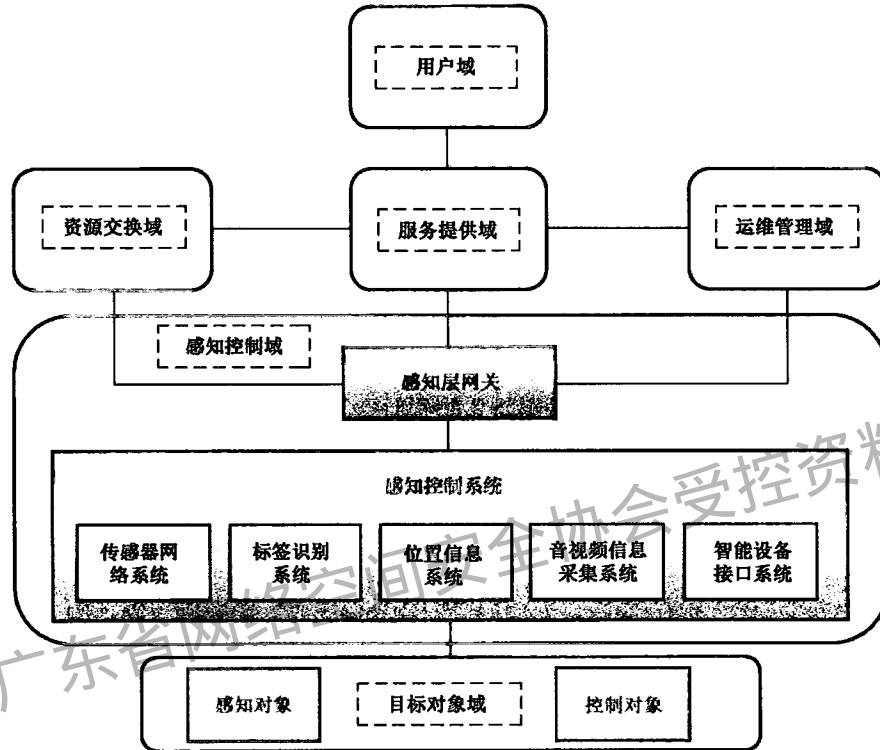 用户域
资源交换域
服务提供域
运维管理域
感知控制域
感知层网关
感知控制系统
传感器网
络系统
标签识别
系统
位置信息
系统
音视频信息
采集系统
智能设备
接口系统
感知对象
目标对象域
控制对象
广东省网络空间安全协会受控资料